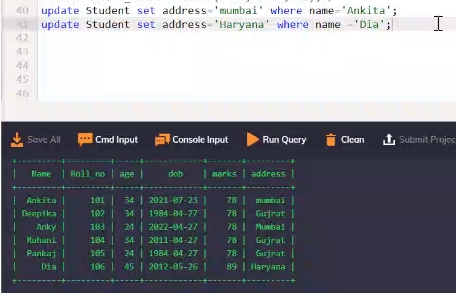 40 update Student set address='mumbai' where name='Ankita';
41 update Student set address='Haryana' where name ='Dia';
43
44
45
46
Save All Cmd Input Console Input Run Query Clean Submit Projec
| Name | Roll_no | age | dob | marks | address |
| Ankita | 101 | 34 | 2021-07-23 | 78 | mumbai |
| Deepika | 102 | 34 | 1984-04-27 | 78 | Gujrat |
| Anky | 103 | 24 | 2022-04-27 | 78 | Mumbai |
| Ruhani | 104 | 34 | 2011-04-27 | 78 | Gujrat |
| Pankaj | 105 | 24 | 1984-04-27 | 78 | Gujrat |
| Dia | 106 | 45 | 2012-05-26 | 89 | Haryana |